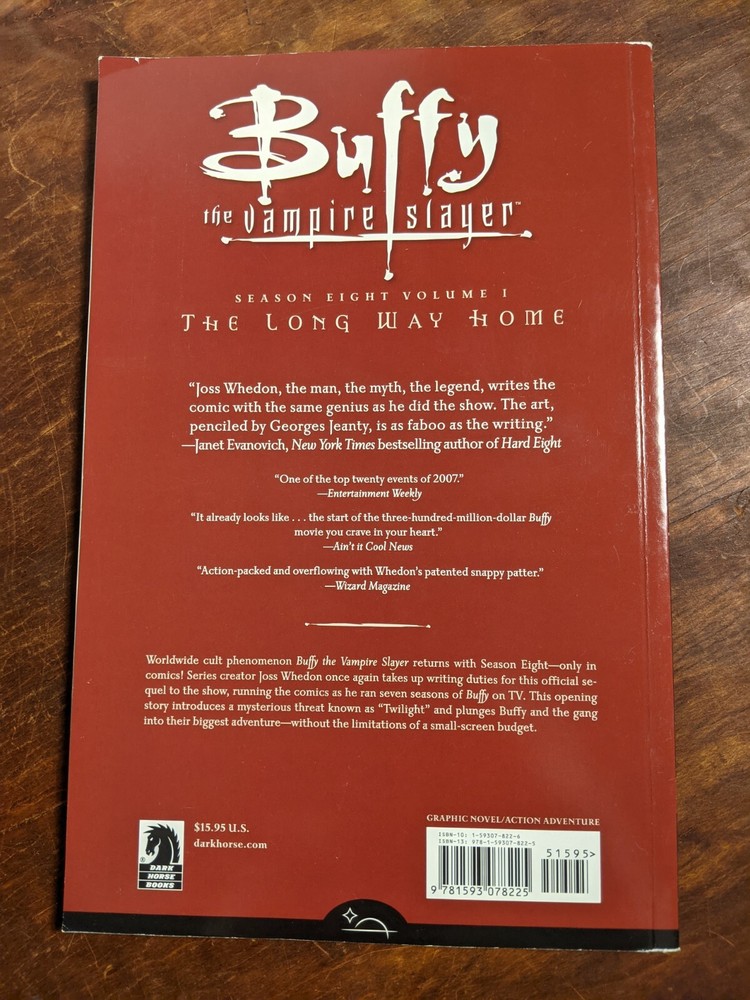 Buffy
the vampire slayer™
SEASON EIGHT VOLUME I
THE LONG WAY HOME
“Joss Whedon, the man, the myth, the legend, writes the
comic with the same genius as he did the show. The art,
penciled by Georges Jeanty, is as faboo as the writing.”
—Janet Evanovich, New York Times bestselling author of Hard Eight
“One of the top twenty events of 2007.”
—Entertainment Weekly
“It already looks like . . . the start of the three-hundred-million-dollar Buffy
movie you crave in your heart.”
—Ain't it Cool News
“Action-packed and overflowing with Whedon's patented snappy patter.”
—Wizard Magazine
Worldwide cult phenomenon Buffy the Vampire Slayer returns with Season Eight—only in
comics! Series creator Joss Whedon once again takes up writing duties for this official se-
quel to the show, running the comics as he ran seven seasons of Buffy on TV. This opening
story introduces a mysterious threat known as “Twilight” and plunges Buffy and the gang
into their biggest adventure—without the limitations of a small-screen budget.
$15.95 U.S.
darkhorse.com
®
DARK
HORSE
BOOKS
GRAPHIC NOVEL/ACTION ADVENTURE
ISBN-10: 1-59307-822-6
ISBN-13: 978-1-59307-822-5
51595>
9 781593 078225